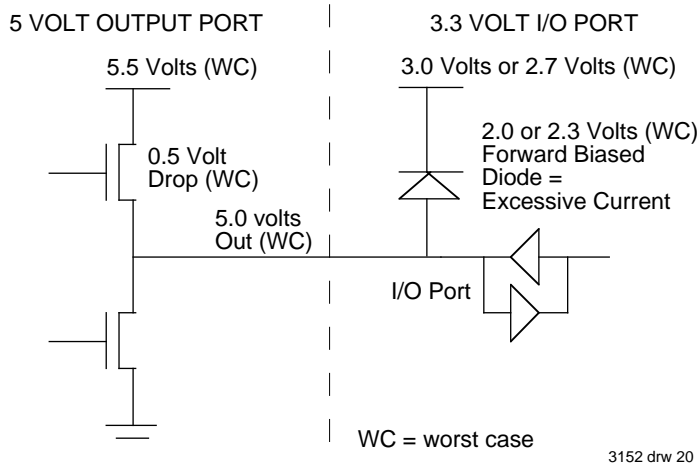 5 VOLT OUTPUT PORT
3.3 VOLT I/O PORT
5.5 Volts (WC)
3.0 Volts or 2.7 Volts (WC)
0.5 Volt
Drop (WC)
2.0 or 2.3 Volts (WC)
Forward Biased
Diode =
Excessive Current
5.0 volts
Out (WC)
I/O Port
WC = worst case
3152 drw 20